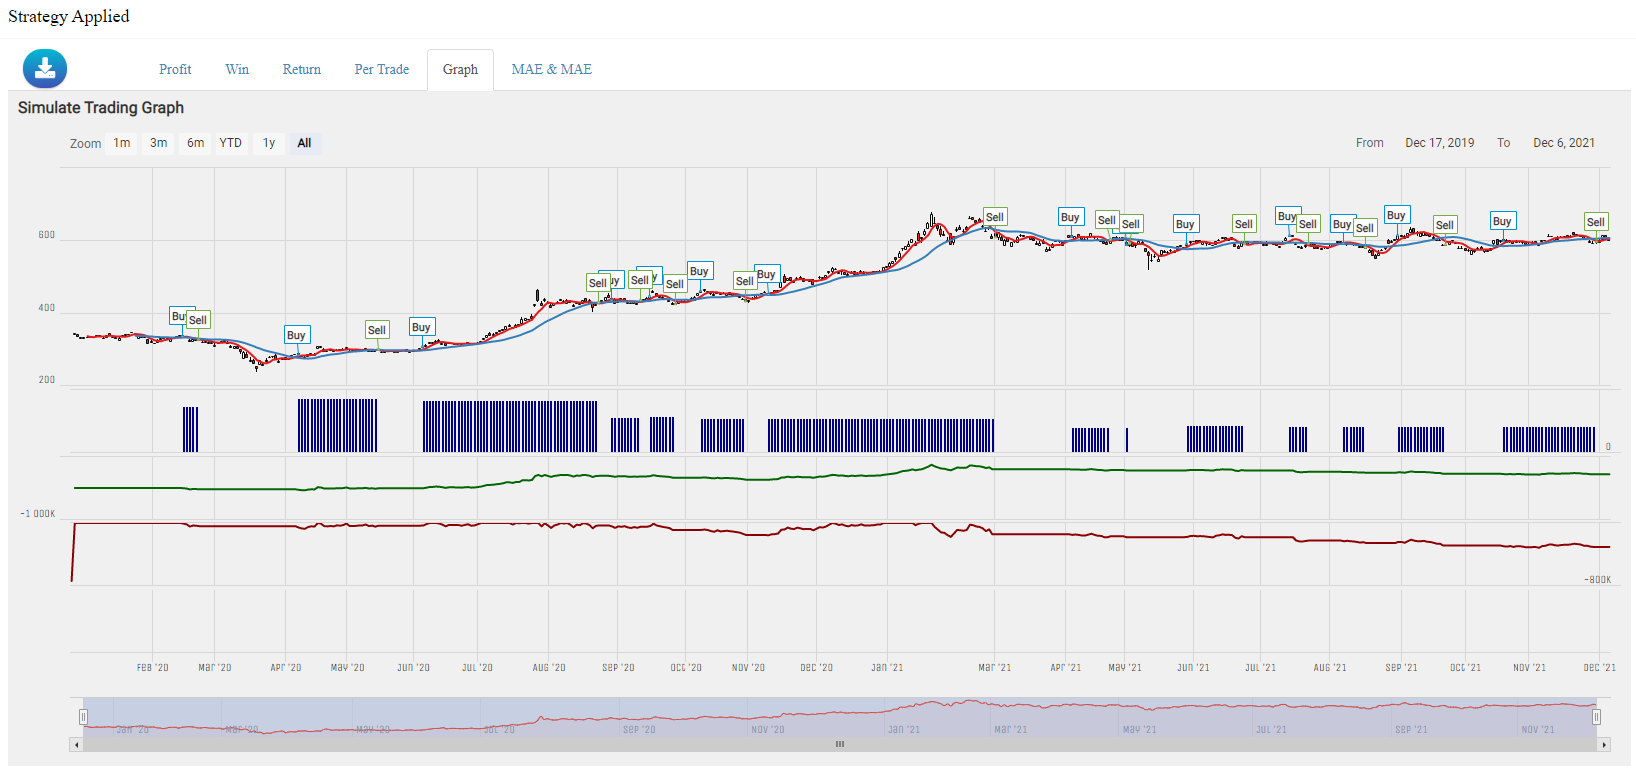 Strategy Applied
Profit Win Return Per Trade Graph MAE & MAE
Simulate Trading Graph
Zoom 1m 3m 6m YTD 1y All From Dec 17, 2019 To Dec 6, 2021
600
400
200
Buy Sell Buy Sell Buy Sell Sell Sell Buy Sell Buy Sell Buy Sell Sell Buy Sell Buy Sell Buy Sell Buy Sell Buy Sell
0
-1 000K
-800K
Feb '20 Mar '20 Apr '20 May '20 Jun '20 Jul '20 Aug '20 Sep '20 Oct '20 Nov '20 Dec '20 Jan '21 Mar '21 Apr '21 May '21 Jun '21 Jul '21 Aug '21 Sep '21 Oct '21 Nov '21 Dec '21
Jan '20 Mar '20 May '20 Jul '20 Sep '20 Nov '20 Jan '21 Mar '21 May '21 Jul '21 Sep '21 Nov '21